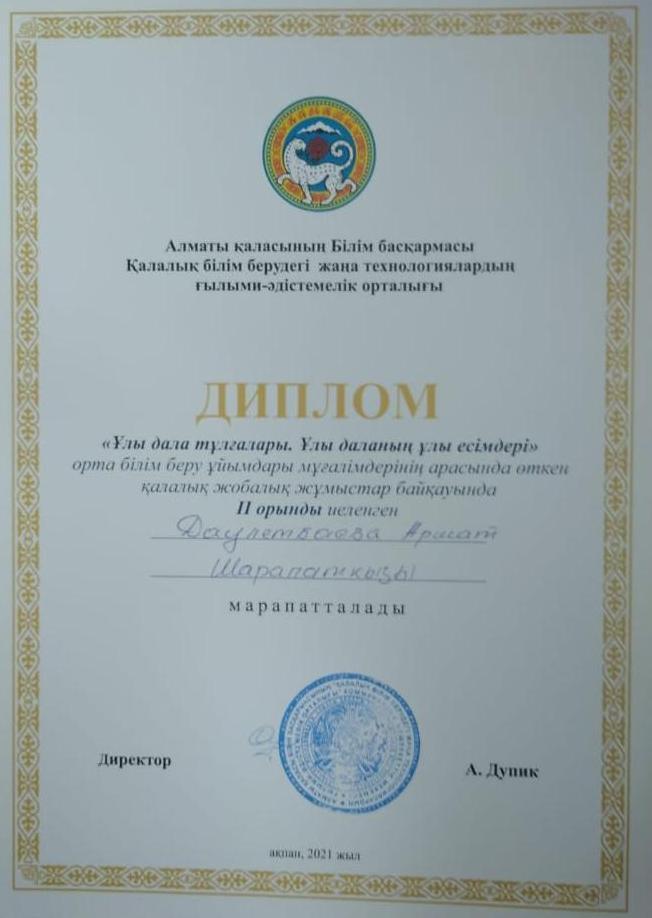 Алматы қаласының Білім басқармасы
Қалалық білім берудегі жаңа технологиялардың
ғылыми-әдістемелік орталығы
ДИПЛОМ
«Ұлы дала тұлғалары. Ұлы даланың ұлы есімдері»
орта білім беру ұйымдары мұғалімдерінің арасында өткен
қалалық жобалық жұмыстар байқауында
ІІ орынды иеленген
Даулетбаева Аршат
Шарапатқызы
марапатталады
Директор
А. Дупик
ақпан, 2021 жыл